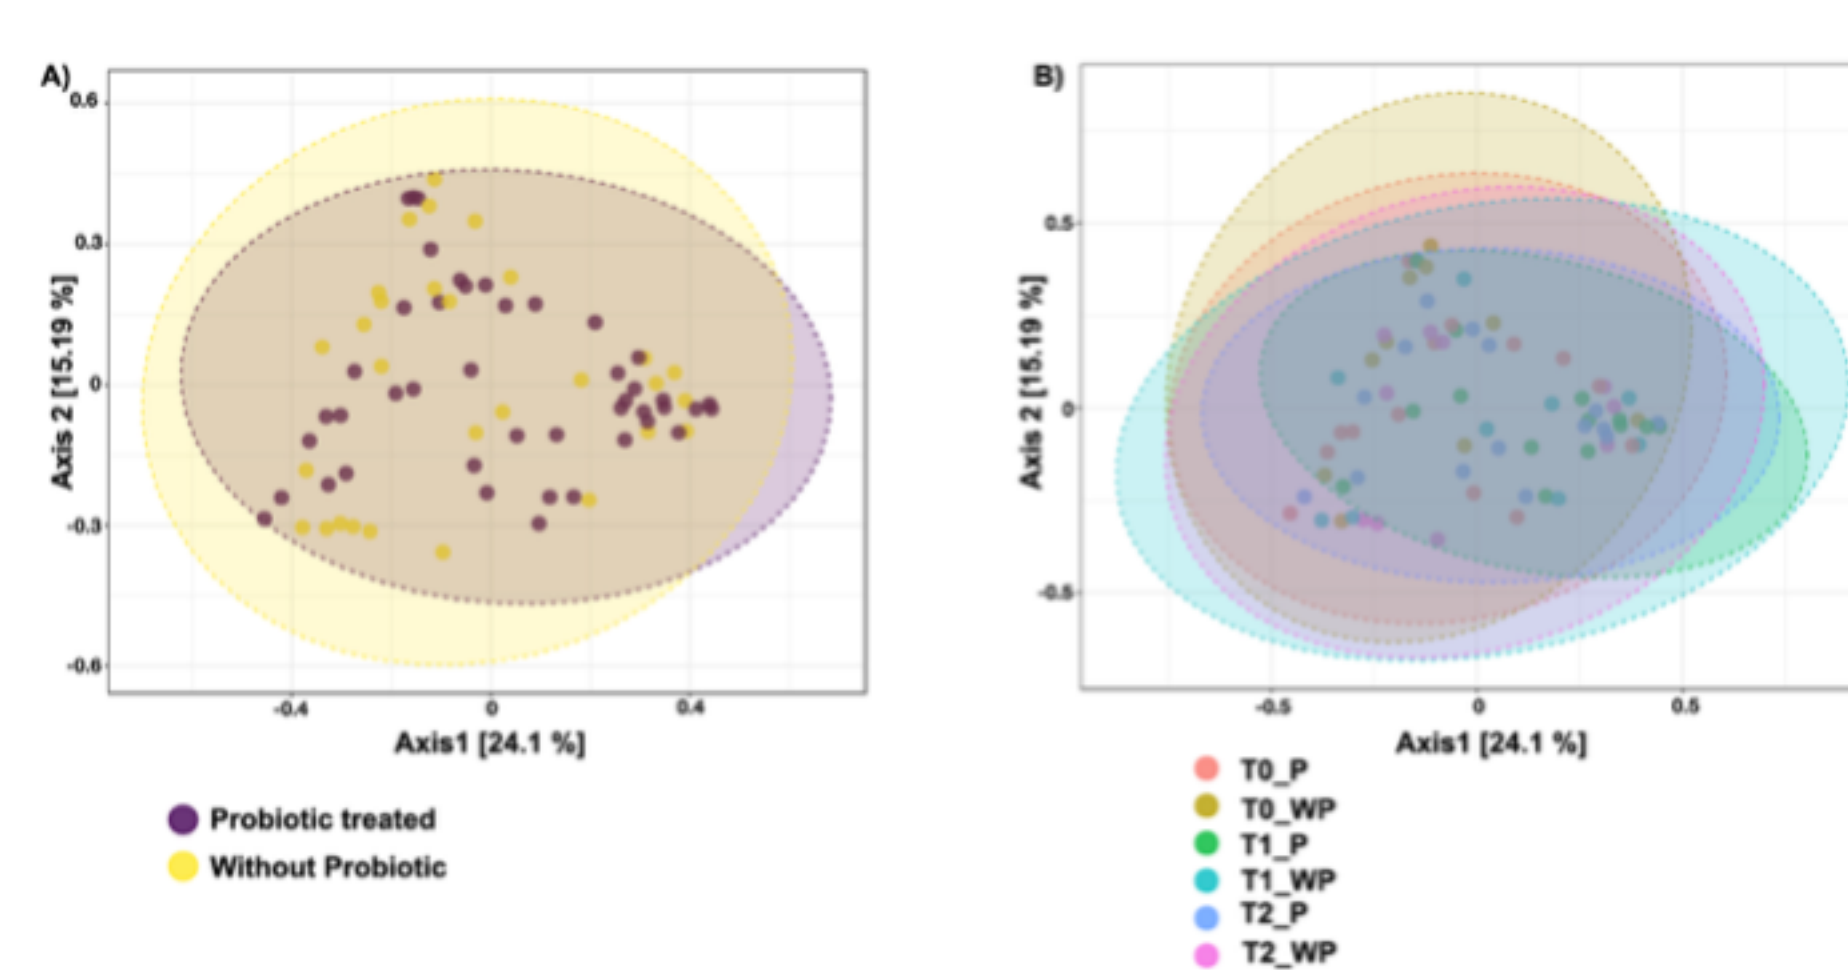 A)
0.6
0.3
0
-0.3
-0.6
Axis 2 [15.19 %]
-0.4
0
0.4
Axis1 [24.1 %]
Probiotic treated
Without Probiotic
B)
0.5
0
-0.5
Axis 2 [15.19 %]
-0.5
0
0.5
Axis1 [24.1 %]
T0_P
T0_WP
T1_P
T1_WP
T2_P
T2_WP